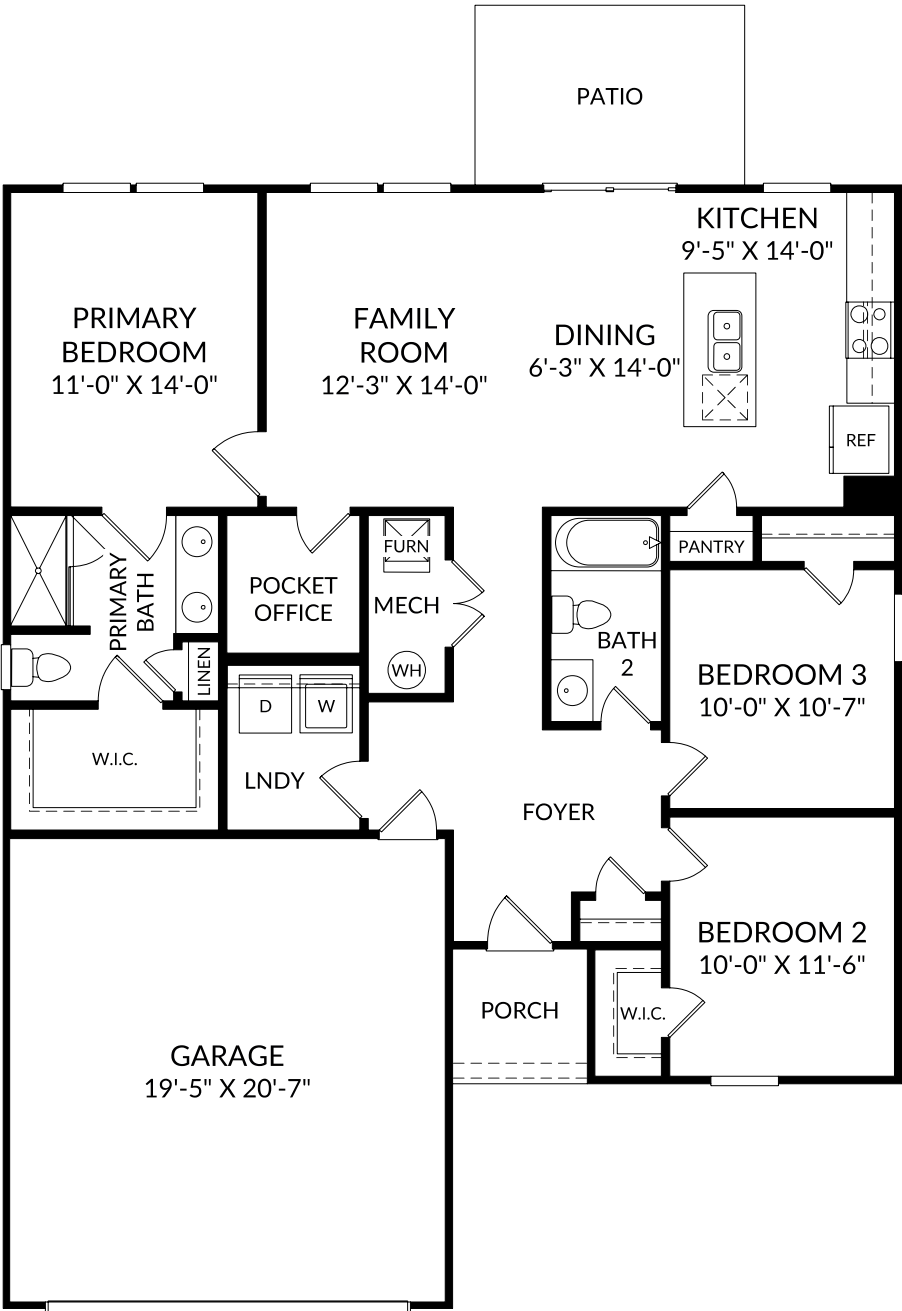 PATIO
KITCHEN
9'-5" X 14'-0"
PRIMARY
BEDROOM
11'-0" X 14'-0"
FAMILY
ROOM
12'-3" X 14'-0"
DINING
6'-3" X 14'-0"
REF
PRIMARY
BATH
POCKET
OFFICE
FURN
MECH
WH
PANTRY
BATH
2
LINEN
BEDROOM 3
10'-0" X 10'-7"
W.I.C.
D
W
LNDY
FOYER
BEDROOM 2
10'-0" X 11'-6"
PORCH
W.I.C.
GARAGE
19'-5" X 20'-7"